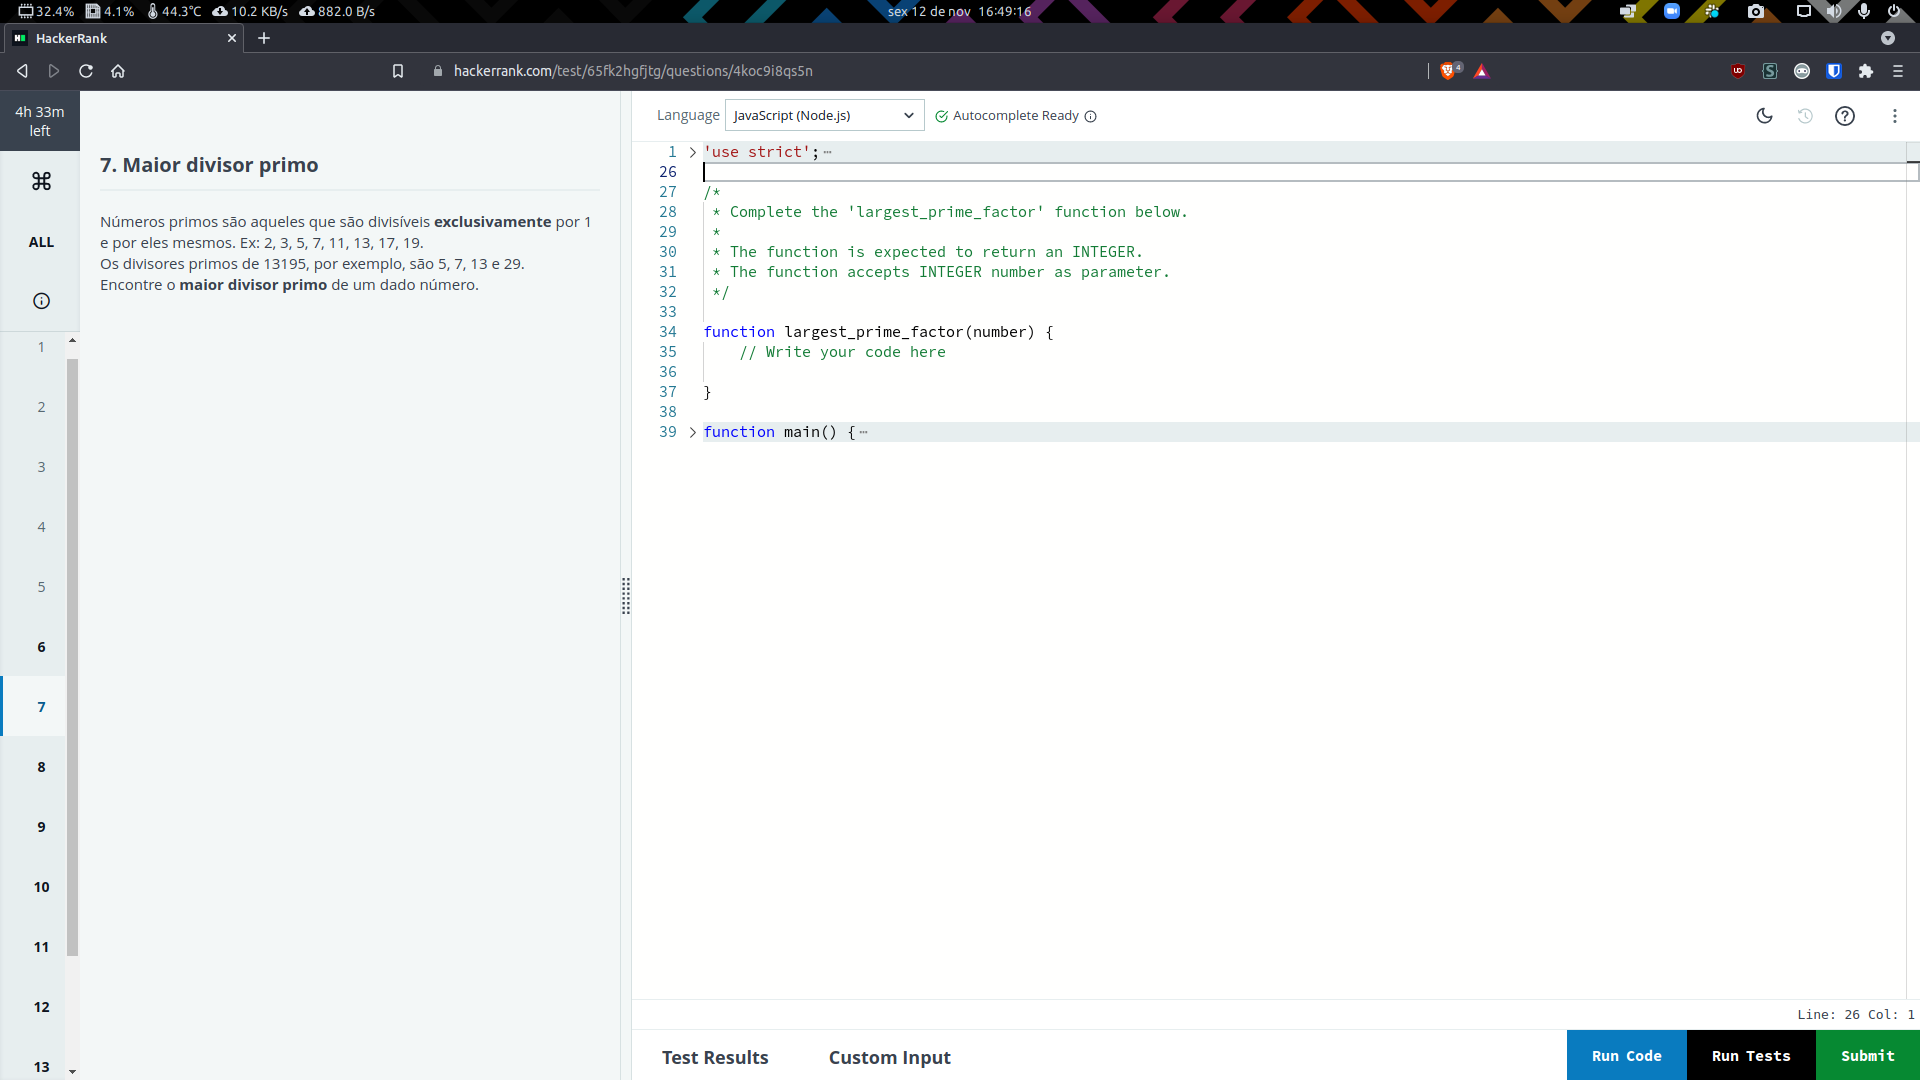 32.4% 4.1% 44.3°C 10.2 KB/s 882.0 B/s
sex 12 de nov 16:49:16
HackerRank
hackerrank.com/test/65fk2hgfjtg/questions/4koc9i8qs5n
4
4h 33m
left
ALL
1
2
3
4
5
6
7
8
9
10
11
12
13
7. Maior divisor primo
Números primos são aqueles que são divisíveis exclusivamente por 1
e por eles mesmos. Ex: 2, 3, 5, 7, 11, 13, 17, 19.
Os divisores primos de 13195, por exemplo, são 5, 7, 13 e 29.
Encontre o maior divisor primo de um dado número.
Language JavaScript (Node.js) Autocomplete Ready
1 'use strict';
26
27 /*
28 * Complete the 'largest_prime_factor' function below.
29 *
30 * The function is expected to return an INTEGER.
31 * The function accepts INTEGER number as parameter.
32 */
33
34 function largest_prime_factor(number) {
35 // Write your code here
36
37 }
38
39 function main() {
Line: 26 Col: 1
Test Results Custom Input
Run Code Run Tests Submit